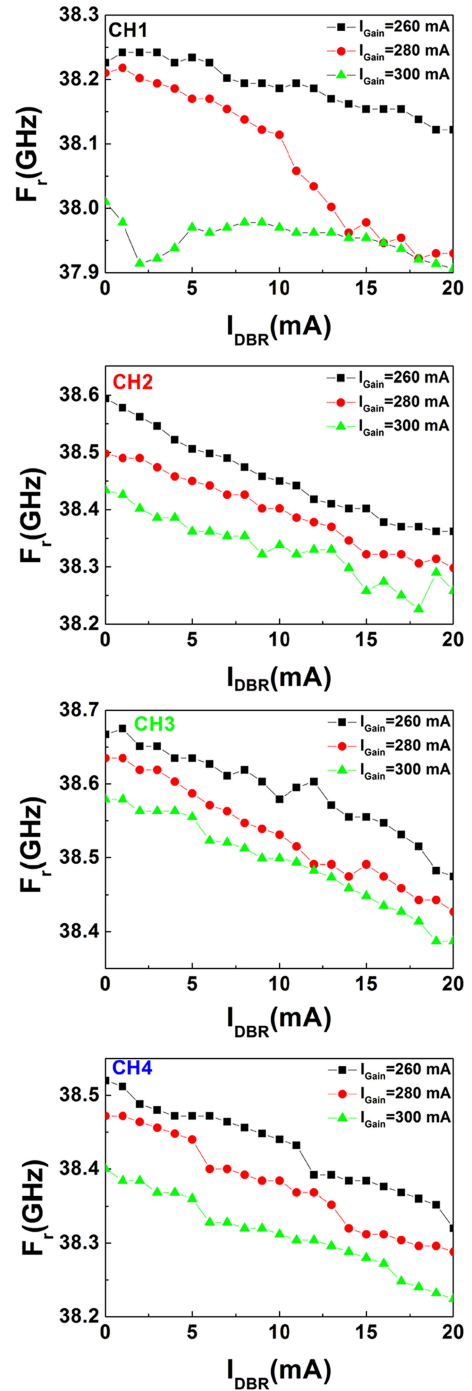 CH1
I_Gain=260 mA
I_Gain=280 mA
I_Gain=300 mA
38.3
38.2
38.1
38.0
37.9
F_r(GHz)
0 5 10 15 20
I_DBR(mA)
CH2
I_Gain=260 mA
I_Gain=280 mA
I_Gain=300 mA
38.6
38.5
38.4
38.3
38.2
F_r(GHz)
0 5 10 15 20
I_DBR(mA)
CH3
I_Gain=260 mA
I_Gain=280 mA
I_Gain=300 mA
38.7
38.6
38.5
38.4
F_r(GHz)
0 5 10 15 20
I_DBR(mA)
CH4
I_Gain=260 mA
I_Gain=280 mA
I_Gain=300 mA
38.5
38.4
38.3
38.2
F_r(GHz)
0 5 10 15 20
I_DBR(mA)